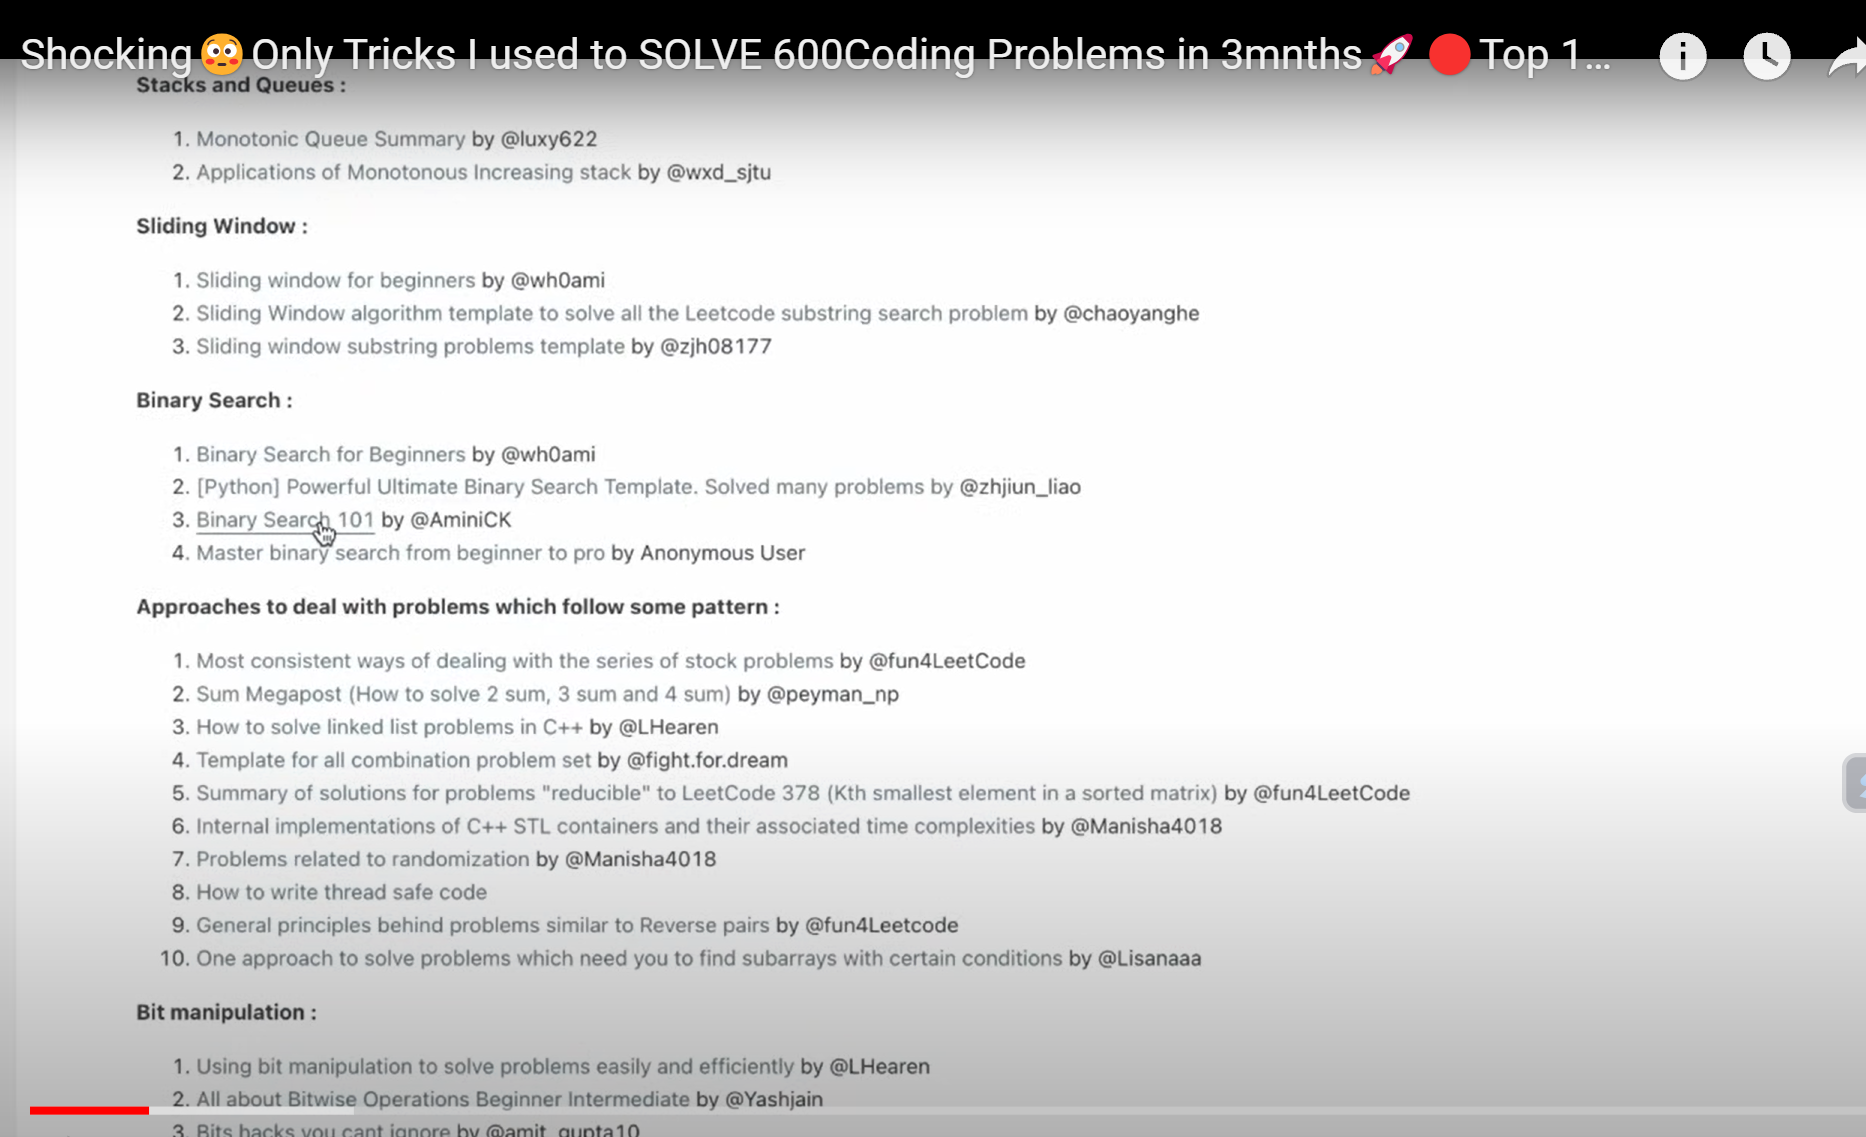 Shocking😳Only Tricks I used to SOLVE 600Coding Problems in 3mnths🚀🔴Top 1...
Stacks and Queues :
1. Monotonic Queue Summary by @luxy622
2. Applications of Monotonous Increasing stack by @wxd_sjtu
Sliding Window :
1. Sliding window for beginners by @wh0ami
2. Sliding Window algorithm template to solve all the Leetcode substring search problem by @chaoyanghe
3. Sliding window substring problems template by @zjh08177
Binary Search :
1. Binary Search for Beginners by @wh0ami
2. [Python] Powerful Ultimate Binary Search Template. Solved many problems by @zhjiun_liao
3. Binary Search 101 by @AminiCK
4. Master binary search from beginner to pro by Anonymous User
Approaches to deal with problems which follow some pattern :
1. Most consistent ways of dealing with the series of stock problems by @fun4LeetCode
2. Sum Megapost (How to solve 2 sum, 3 sum and 4 sum) by @peyman_np
3. How to solve linked list problems in C++ by @LHearen
4. Template for all combination problem set by @fight.for.dream
5. Summary of solutions for problems "reducible" to LeetCode 378 (Kth smallest element in a sorted matrix) by @fun4LeetCode
6. Internal implementations of C++ STL containers and their associated time complexities by @Manisha4018
7. Problems related to randomization by @Manisha4018
8. How to write thread safe code
9. General principles behind problems similar to Reverse pairs by @fun4Leetcode
10. One approach to solve problems which need you to find subarrays with certain conditions by @Lisanaaa
Bit manipulation :
1. Using bit manipulation to solve problems easily and efficiently by @LHearen
2. All about Bitwise Operations Beginner Intermediate by @Yashjain
3. Bits hacks you cant ignore by @amit_gupta10